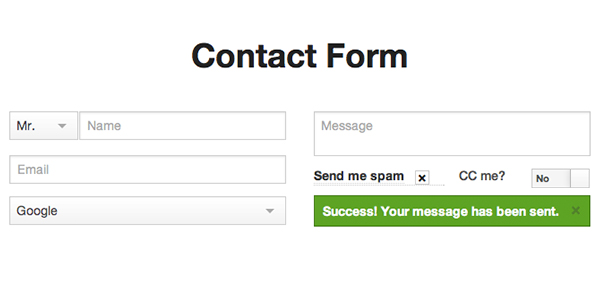 Contact Form
Mr.
Name
Email
Google
Message
Send me spam
CC me?
No
Success! Your message has been sent.